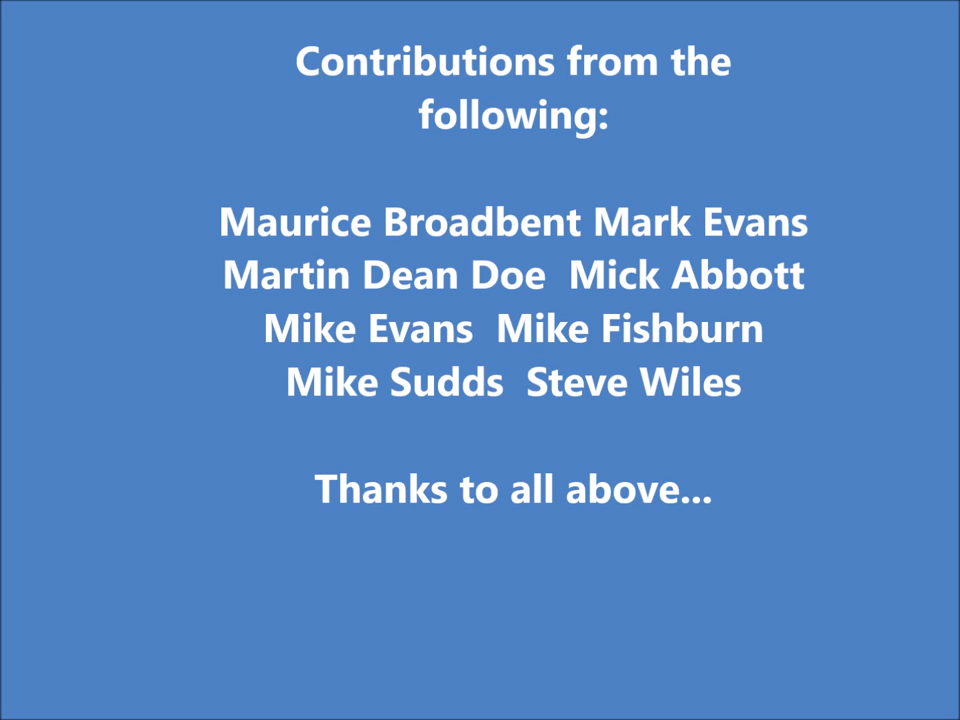 Contributions from the
following:
Maurice Broadbent Mark Evans
Martin Dean Doe  Mick Abbott
Mike Evans  Mike Fishburn
Mike Sudds  Steve Wiles
Thanks to all above...